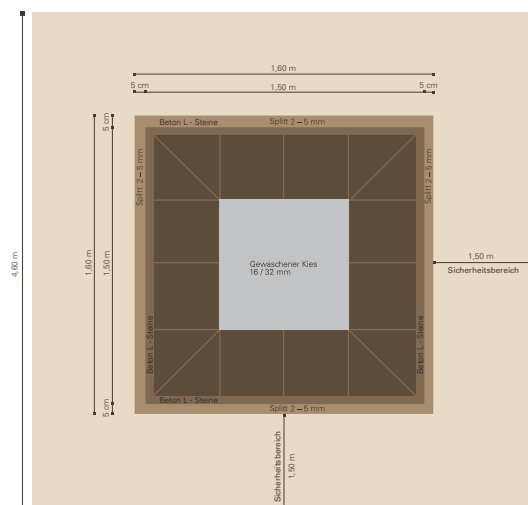 1,60 m
5 cm
5 cm
1,50 m
5 cm
Beton L - Steine
Splitt 2 – 5 mm
Splitt 2 – 5 mm
Splitt 2 – 5 mm
4,60 m
1,60 m
1,50 m
Gewaschener Kies
16 / 32 mm
1,50 m
Sicherheitsbereich
Beton L - Steine
Beton L - Steine
Beton L - Steine
5 cm
Splitt 2 – 5 mm
Sicherheitsbereich
1,50 m